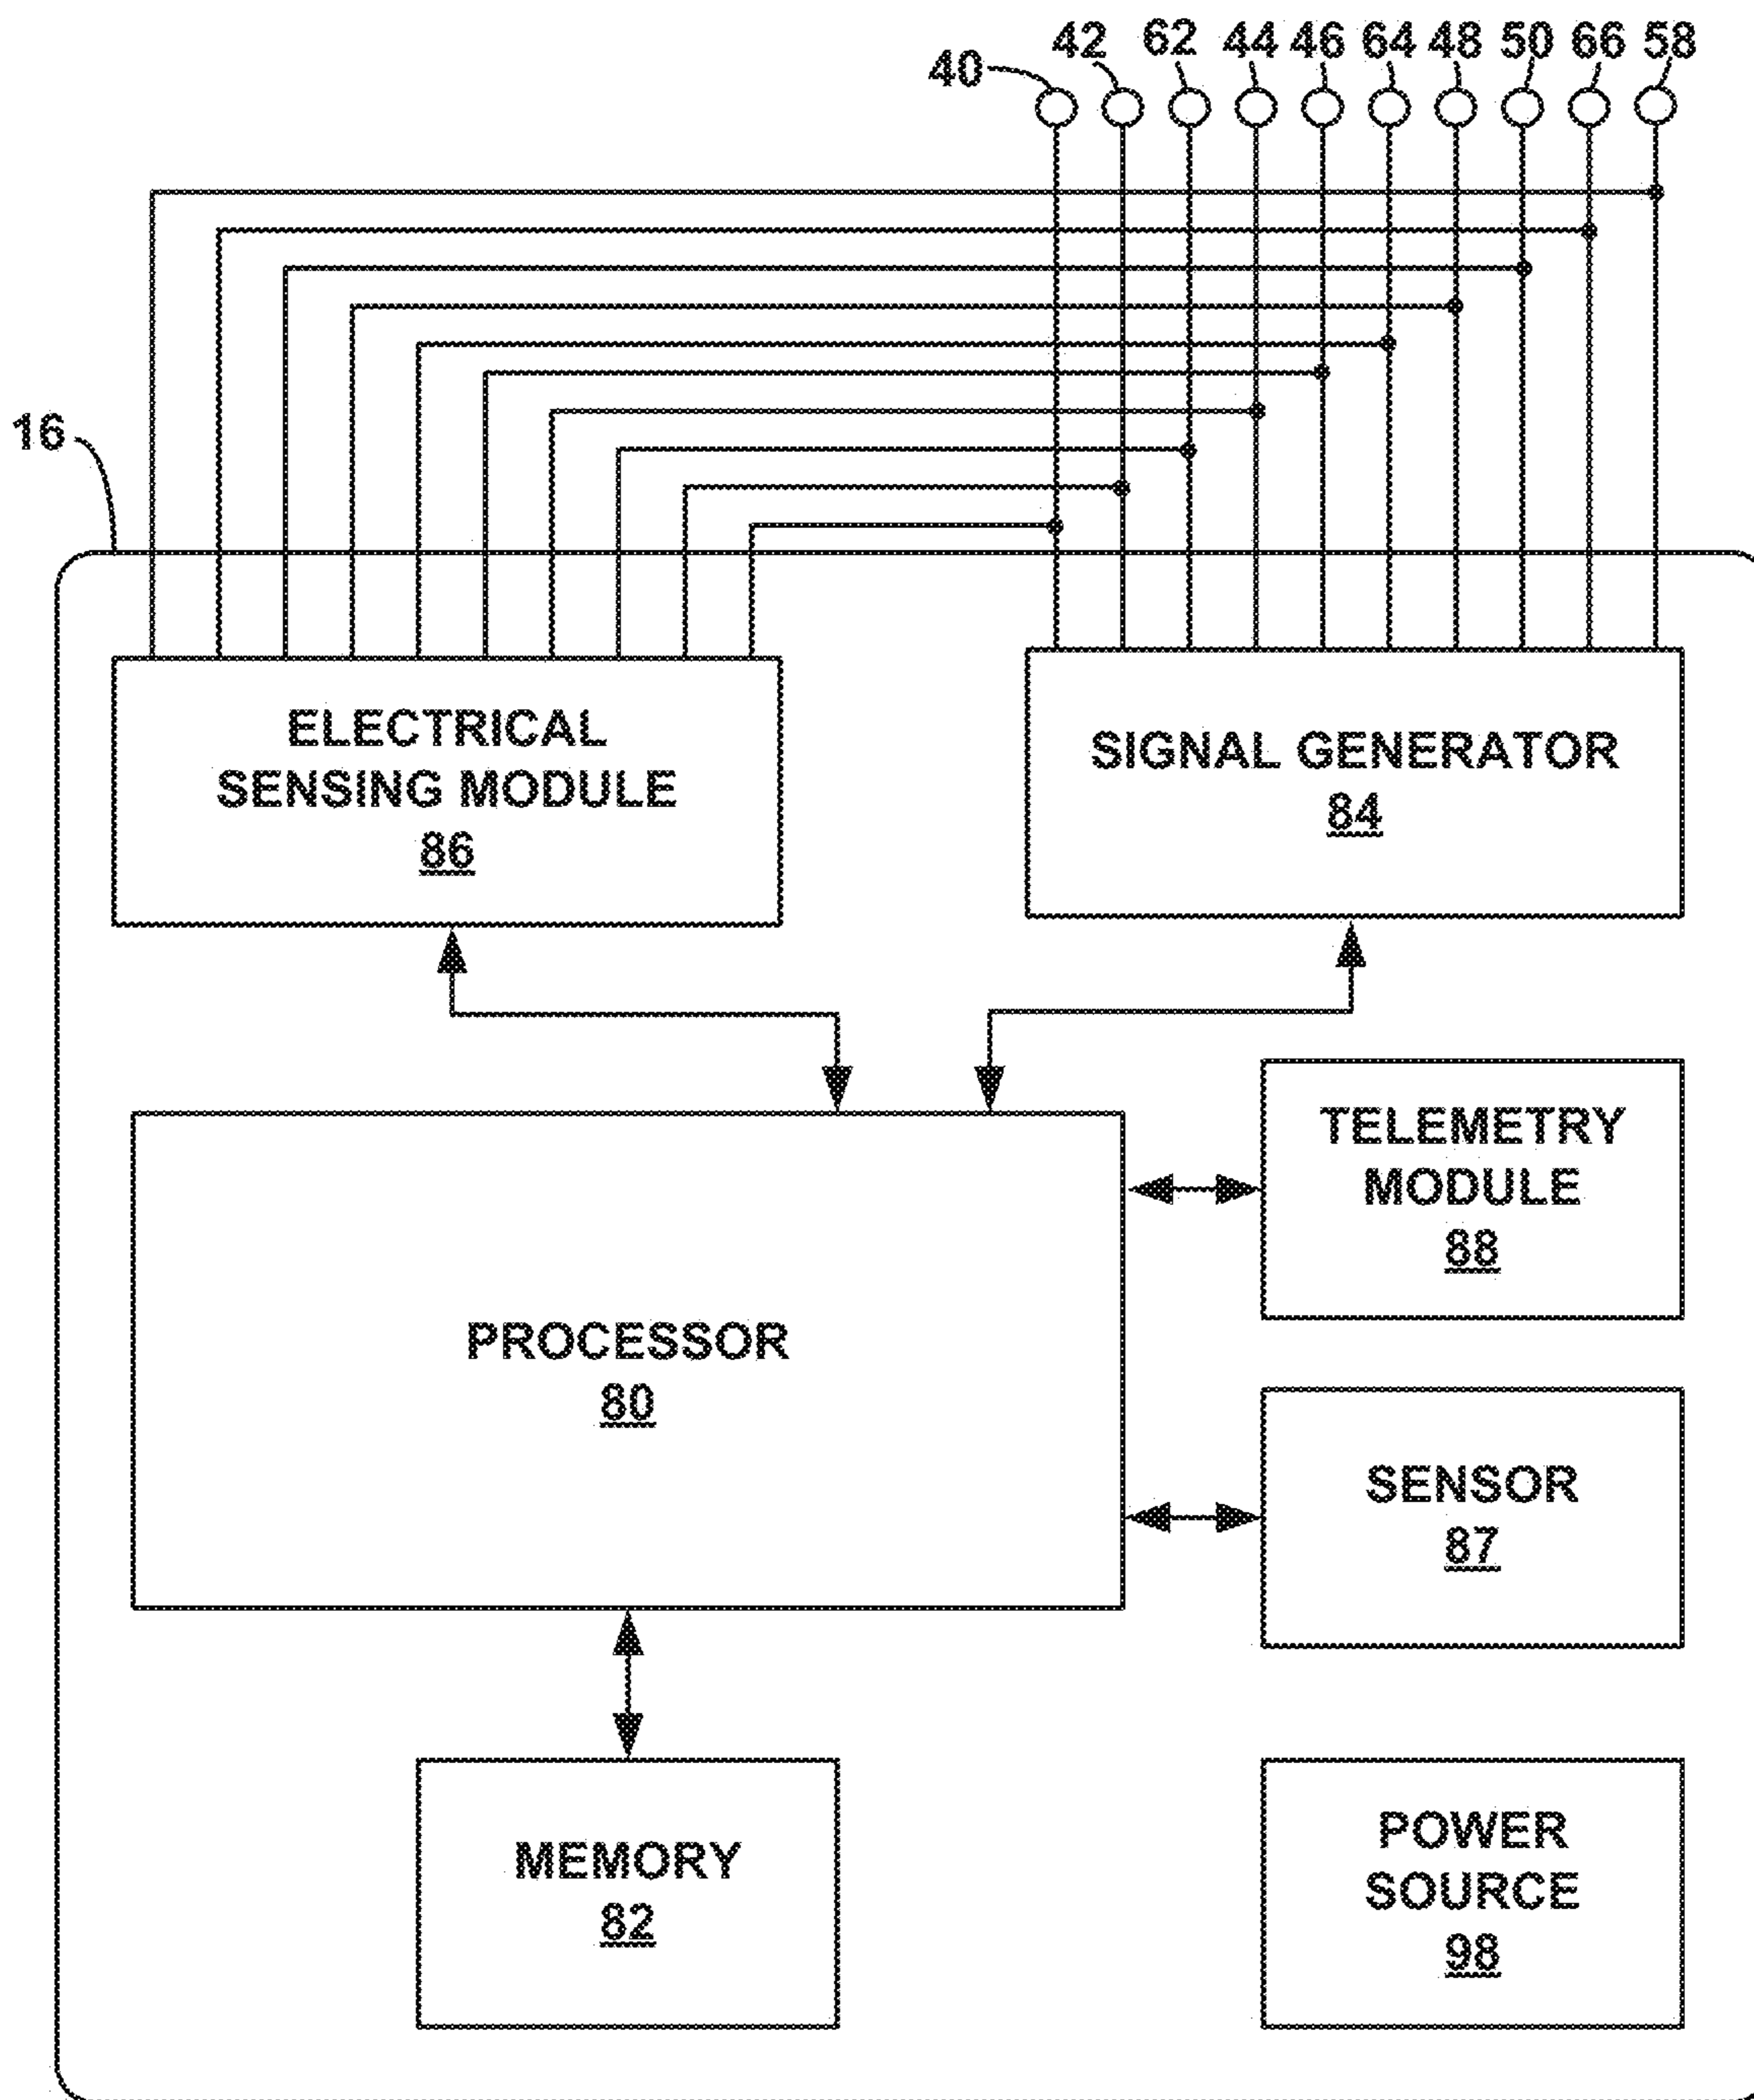 40 42 62 44 46 64 48 50 66 58
16
ELECTRICAL
SENSING MODULE
86
SIGNAL GENERATOR
84
TELEMETRY
MODULE
88
PROCESSOR
80
SENSOR
87
MEMORY
82
POWER
SOURCE
98